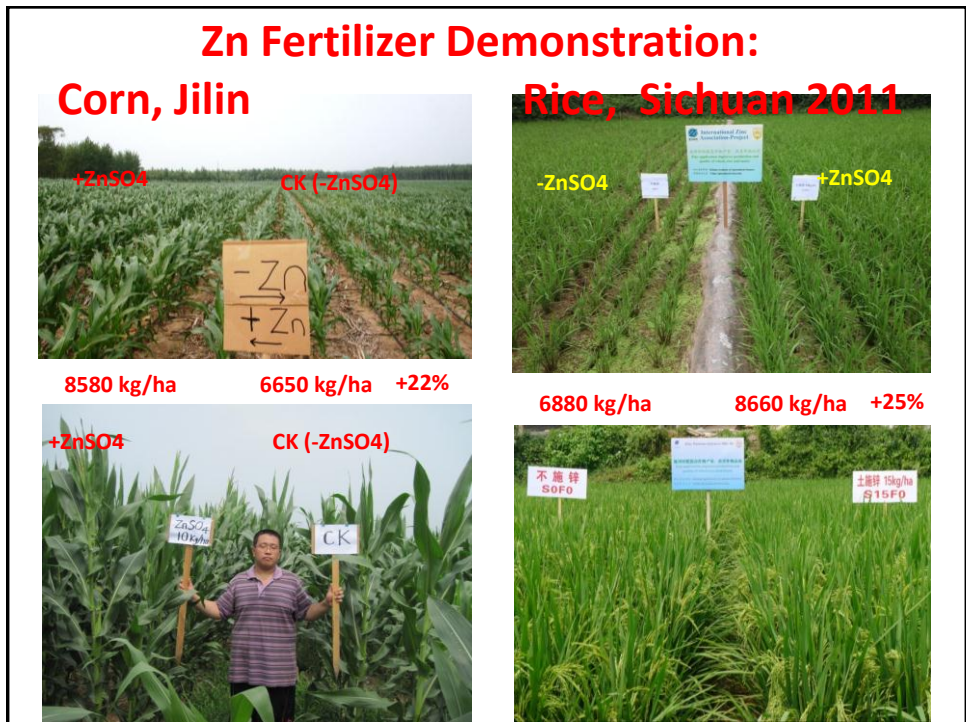 Zn Fertilizer Demonstration:
Corn, Jilin
Rice, Sichuan 2011
+ZnSO4
CK (-ZnSO4)
- Zn
+ Zn
-ZnSO4
+ZnSO4
International Zinc
Association Project
8580 kg/ha
6650 kg/ha
+22%
6880 kg/ha
8660 kg/ha
+25%
+ZnSO4
CK (-ZnSO4)
ZnSO4
10 Kg/ha
CK
不施锌
S0F0
土施锌 15kg/ha
S15F0